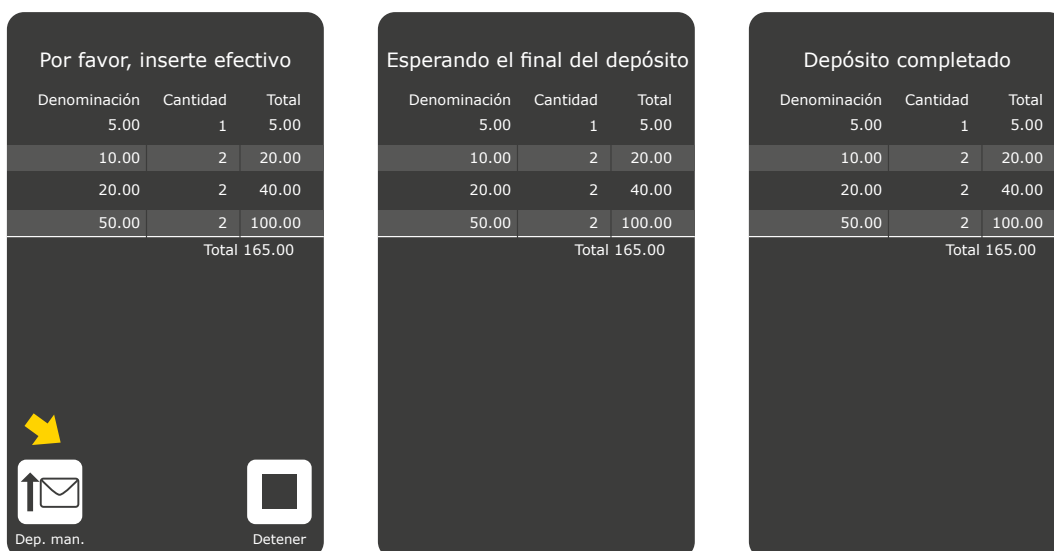 Por favor, inserte efectivo
Denominación Cantidad Total
5.00 1 5.00
10.00 2 20.00
20.00 2 40.00
50.00 2 100.00
Total 165.00
Dep. man. Detener
Esperando el final del depósito
Denominación Cantidad Total
5.00 1 5.00
10.00 2 20.00
20.00 2 40.00
50.00 2 100.00
Total 165.00
Depósito completado
Denominación Cantidad Total
5.00 1 5.00
10.00 2 20.00
20.00 2 40.00
50.00 2 100.00
Total 165.00